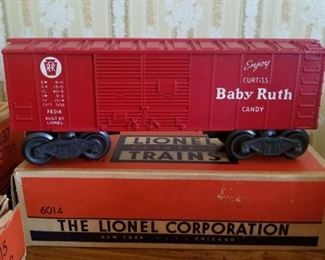 Enjoy
CURTISS
Baby Ruth
CANDY
X6014
BUILT BY
LIONEL
LIONEL
TRAINS
6014
THE LIONEL CORPORATION
NEW YORK
CHICAGO